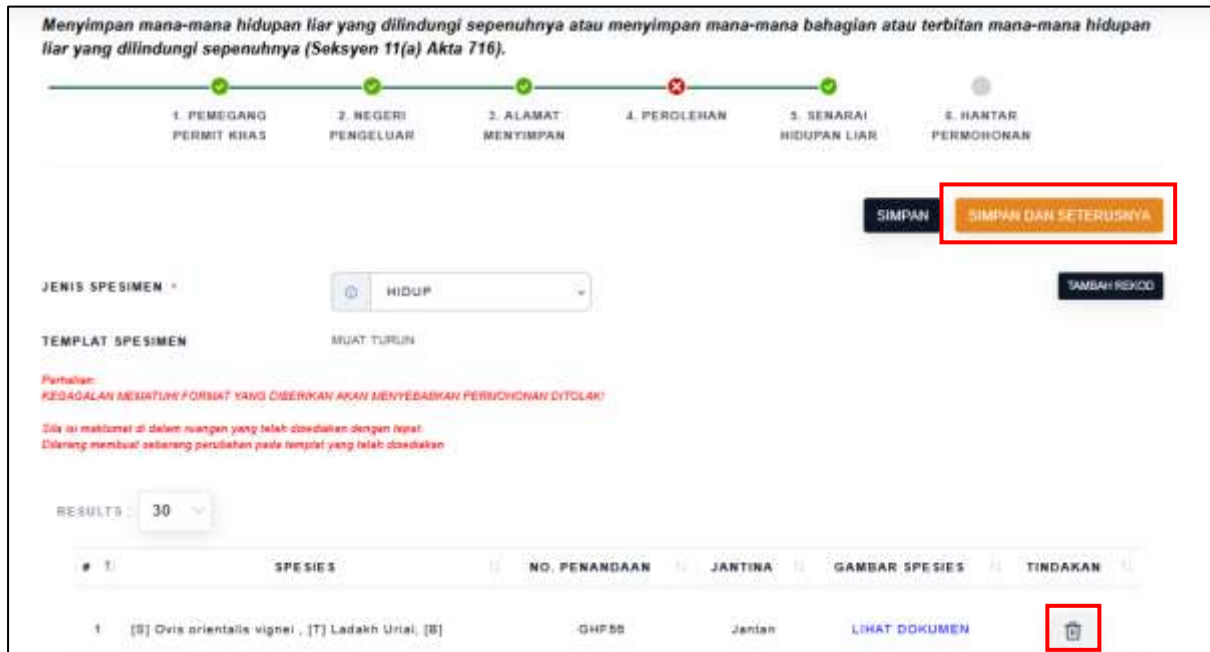 Menyimpan mana-mana hidupan liar yang dilindungi sepenuhnya atau menyimpan mana-mana bahagian atau terbitan mana-mana hidupan
liar yang dilindungi sepenuhnya (Seksyen 11(a) Akta 716).
1. PEMEGANG PERMIT KHAS
2. NEGERI PENGELUAR
3. ALAMAT MENYIMPAN
4. PEROLEHAN
5. SENARAI HIDUPAN LIAR
6. HANTAR PERMOHONAN
SIMPAN
SIMPAN DAN SETERUSNYA
JENIS SPESIMEN *
HIDUP
TAMBAH REKOD
TEMPLAT SPESIMEN
MUAT TURUN
Perhatian:
KEGAGALAN MEMATUHI FORMAT YANG DIBERIKAN AKAN MENYEBABKAN PERMOHONAN DITOLAK!
Sila isi maklumat di dalam ruangan yang telah disediakan dengan tepat.
Dilarang membuat sebarang perubahan pada templat yang telah disediakan
RESULTS : 30
# SPESIES NO. PENANDAAN JANTINA GAMBAR SPESIES TINDAKAN
1 [S] Ovis orientalis vignei , [T] Ladakh Urial, [B] GHF55 Jantan LIHAT DOKUMEN